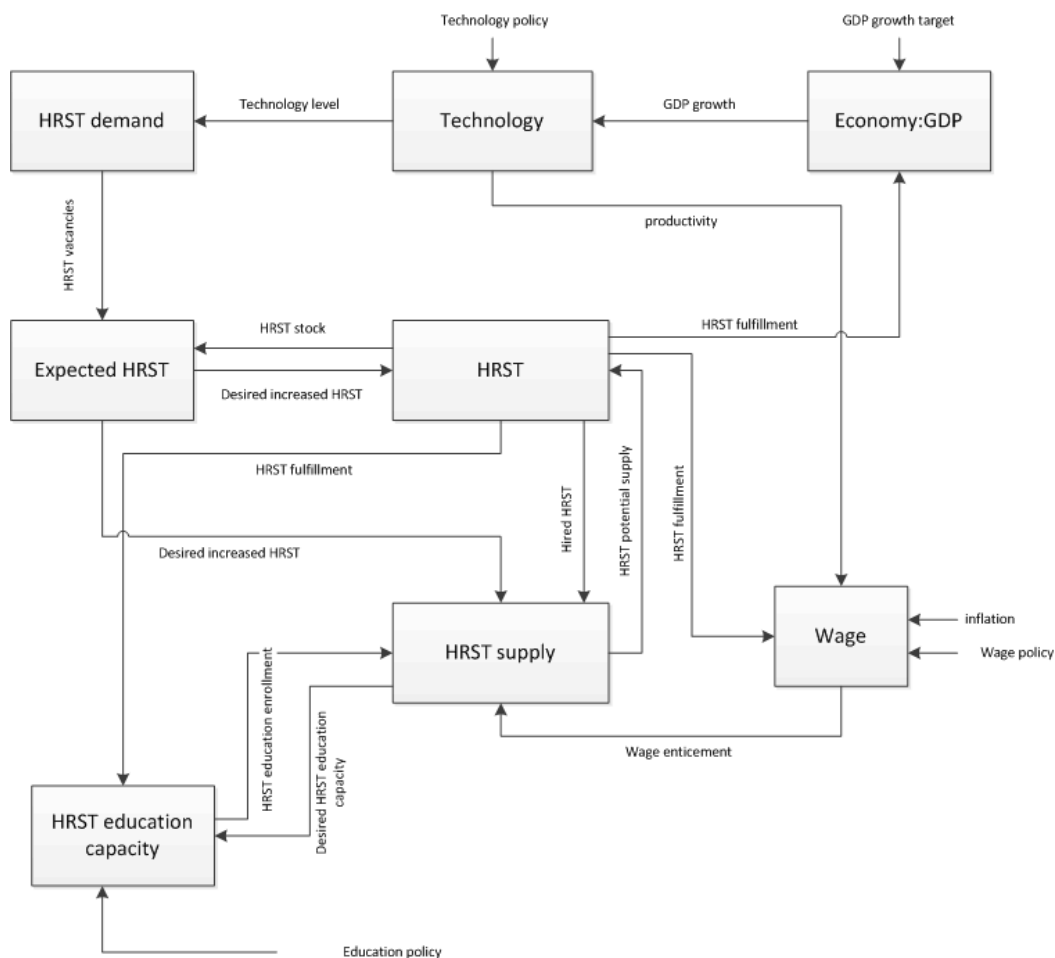 Technology policy
GDP growth target
HRST demand
Technology level
Technology
GDP growth
Economy:GDP
HRST vacancies
productivity
Expected HRST
HRST stock
Desired increased HRST
HRST
HRST fulfillment
HRST fulfillment
Desired increased HRST
Hired HRST
HRST potential supply
HRST fulfillment
HRST supply
Wage
inflation
Wage policy
HRST education enrollment
Desired HRST education
capacity
Wage enticement
HRST education
capacity
Education policy